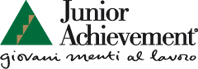 Junior
Achievement®
giovani menti al lavoro